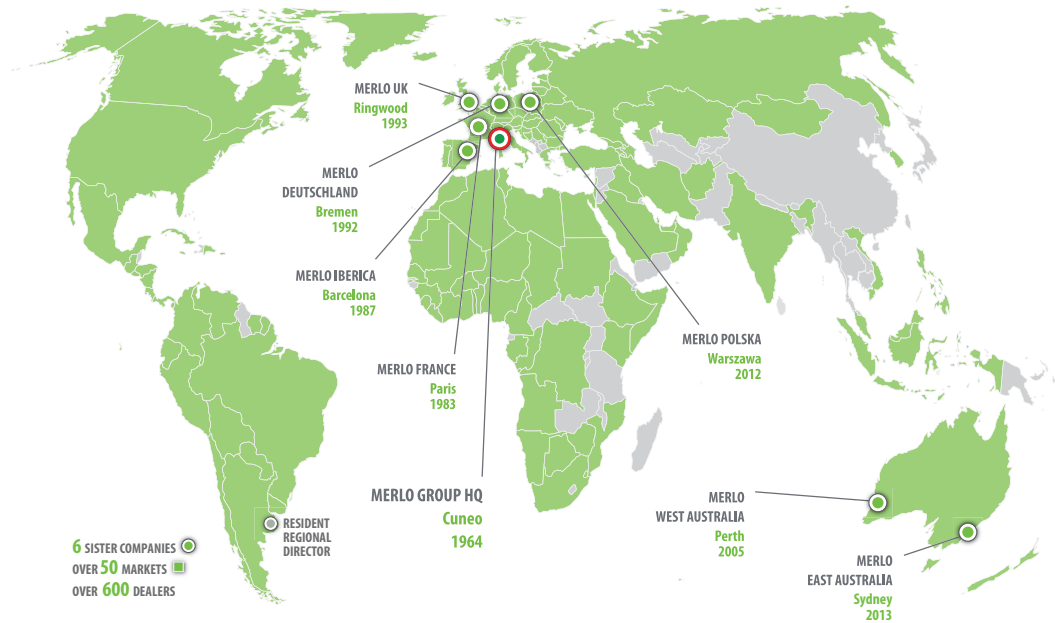 MERLO UK
Ringwood
1993
MERLO
DEUTSCHLAND
Bremen
1992
MERLO IBERICA
Barcelona
1987
MERLO FRANCE
Paris
1983
MERLO GROUP HQ
Cuneo
1964
MERLO POLSKA
Warszawa
2012
MERLO
WEST AUSTRALIA
Perth
2005
MERLO
EAST AUSTRALIA
Sydney
2013
RESIDENT
REGIONAL
DIRECTOR
6 SISTER COMPANIES
OVER 50 MARKETS
OVER 600 DEALERS